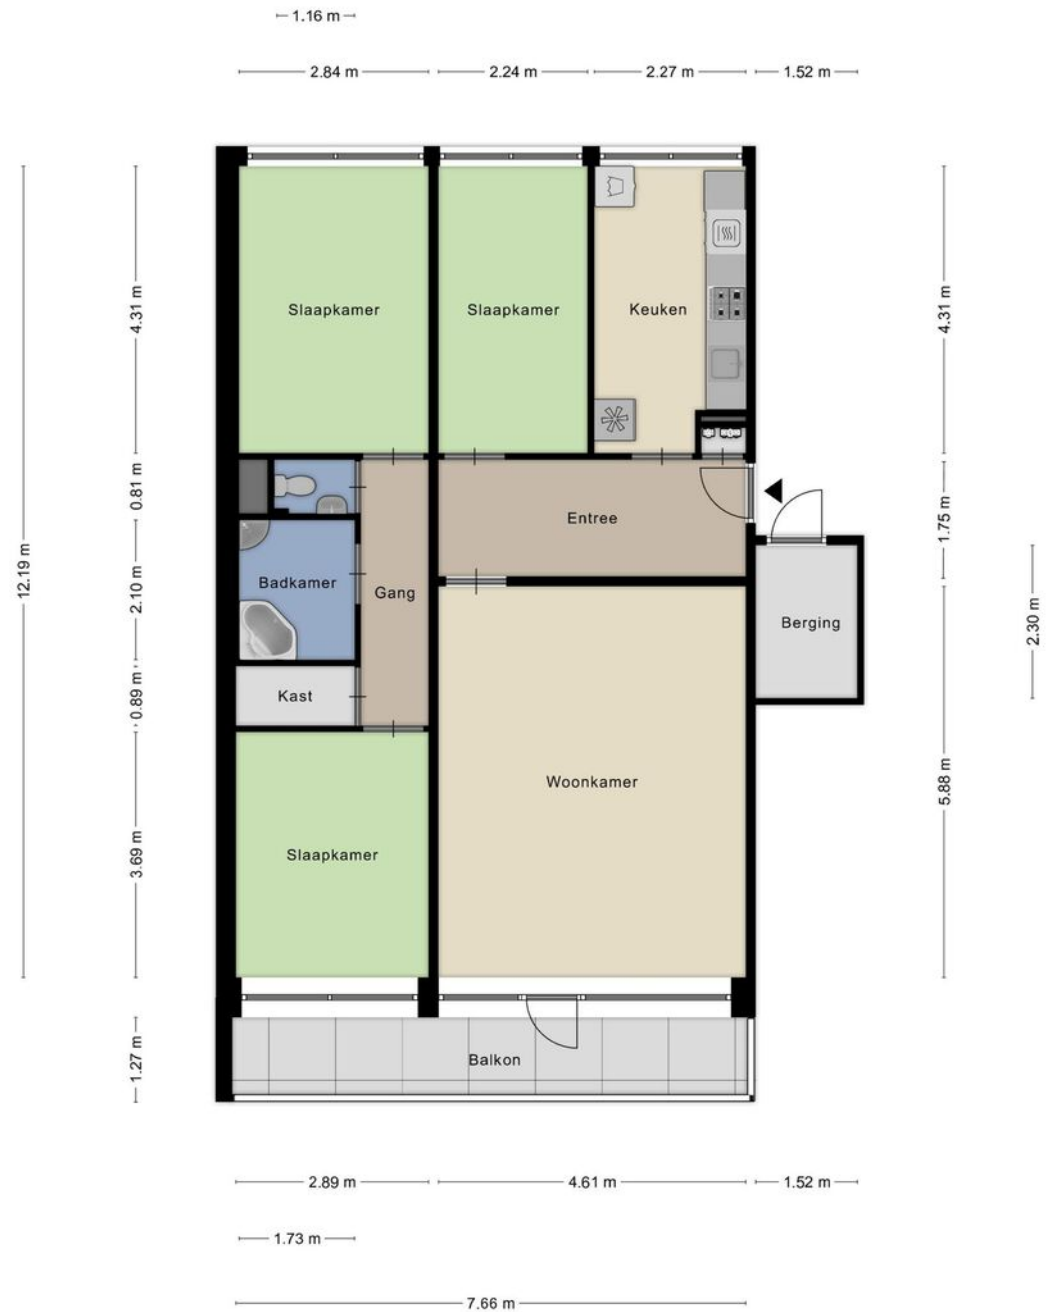 1.16 m
2.84 m
2.24 m
2.27 m
1.52 m
Slaapkamer
Slaapkamer
Keuken
4.31 m
4.31 m
0.81 m
Entree
1.75 m
12.19 m
2.10 m
Badkamer
Gang
Berging
2.30 m
0.89 m
Kast
Woonkamer
5.88 m
3.69 m
Slaapkamer
1.27 m
Balkon
2.89 m
4.61 m
1.52 m
1.73 m
7.66 m